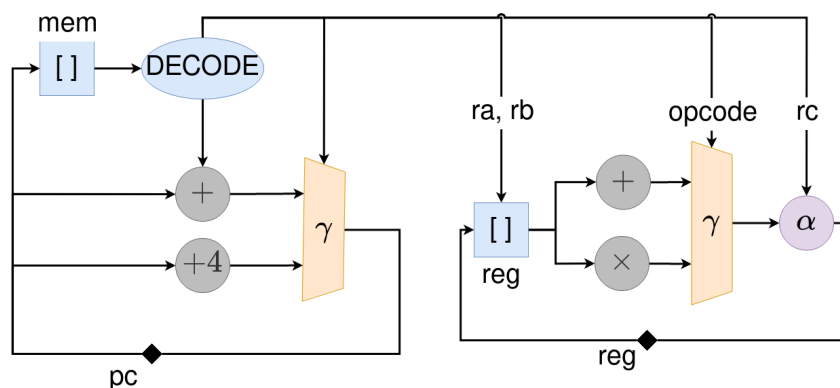 mem
[ ]
DECODE
ra, rb
opcode
rc
+
+4
γ
pc
[ ]
reg
+
×
γ
α
reg